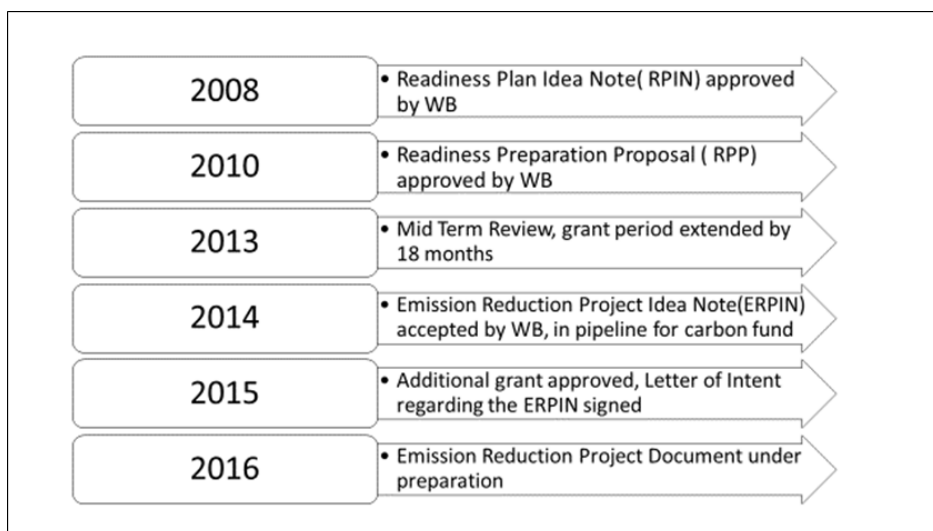 2008
• Readiness Plan Idea Note( RPIN) approved
by WB
2010
• Readiness Preparation Proposal ( RPP)
approved by WB
2013
• Mid Term Review, grant period extended by
18 months
2014
• Emission Reduction Project Idea Note(ERPIN)
accepted by WB, in pipeline for carbon fund
2015
• Additional grant approved, Letter of Intent
regarding the ERPIN signed
2016
• Emission Reduction Project Document under
preparation